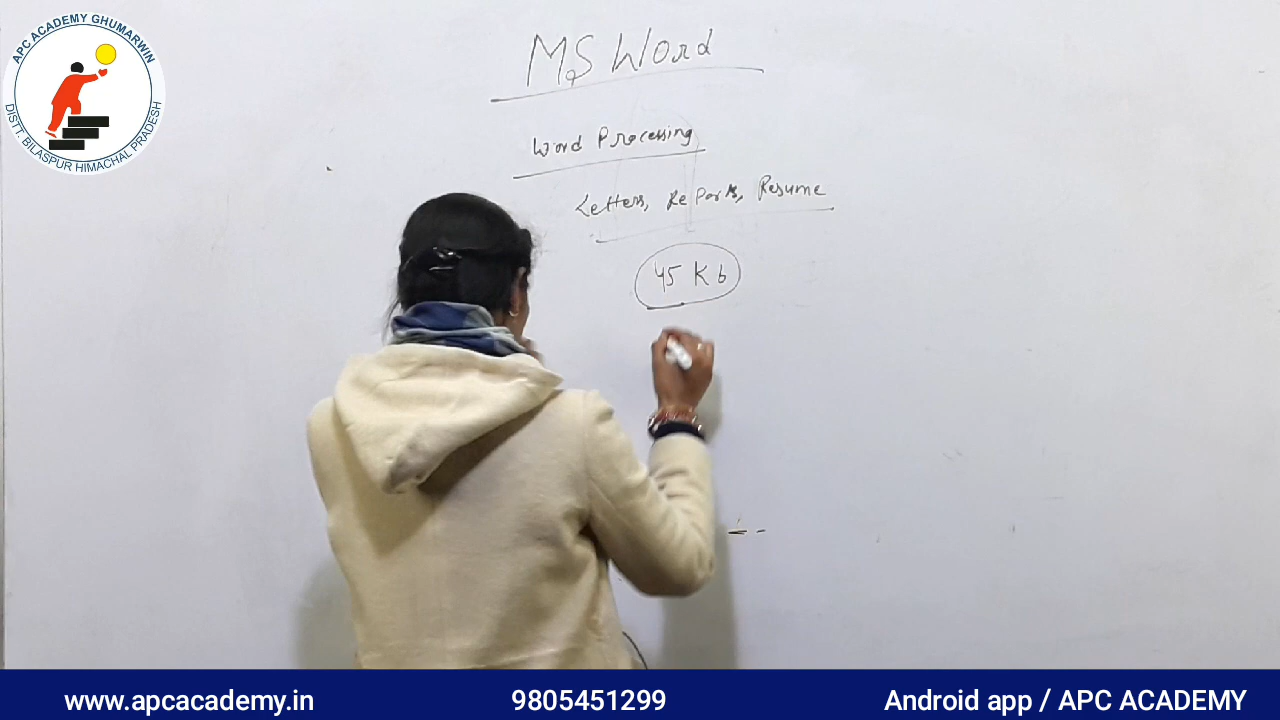 APC ACADEMY GHUMARWIN
DISTT. BILASPUR HIMACHAL PRADESH
MS Word
Word Processing
Letters, Reports, Resume
45 Kb
www.apcacademy.in
9805451299
Android app / APC ACADEMY